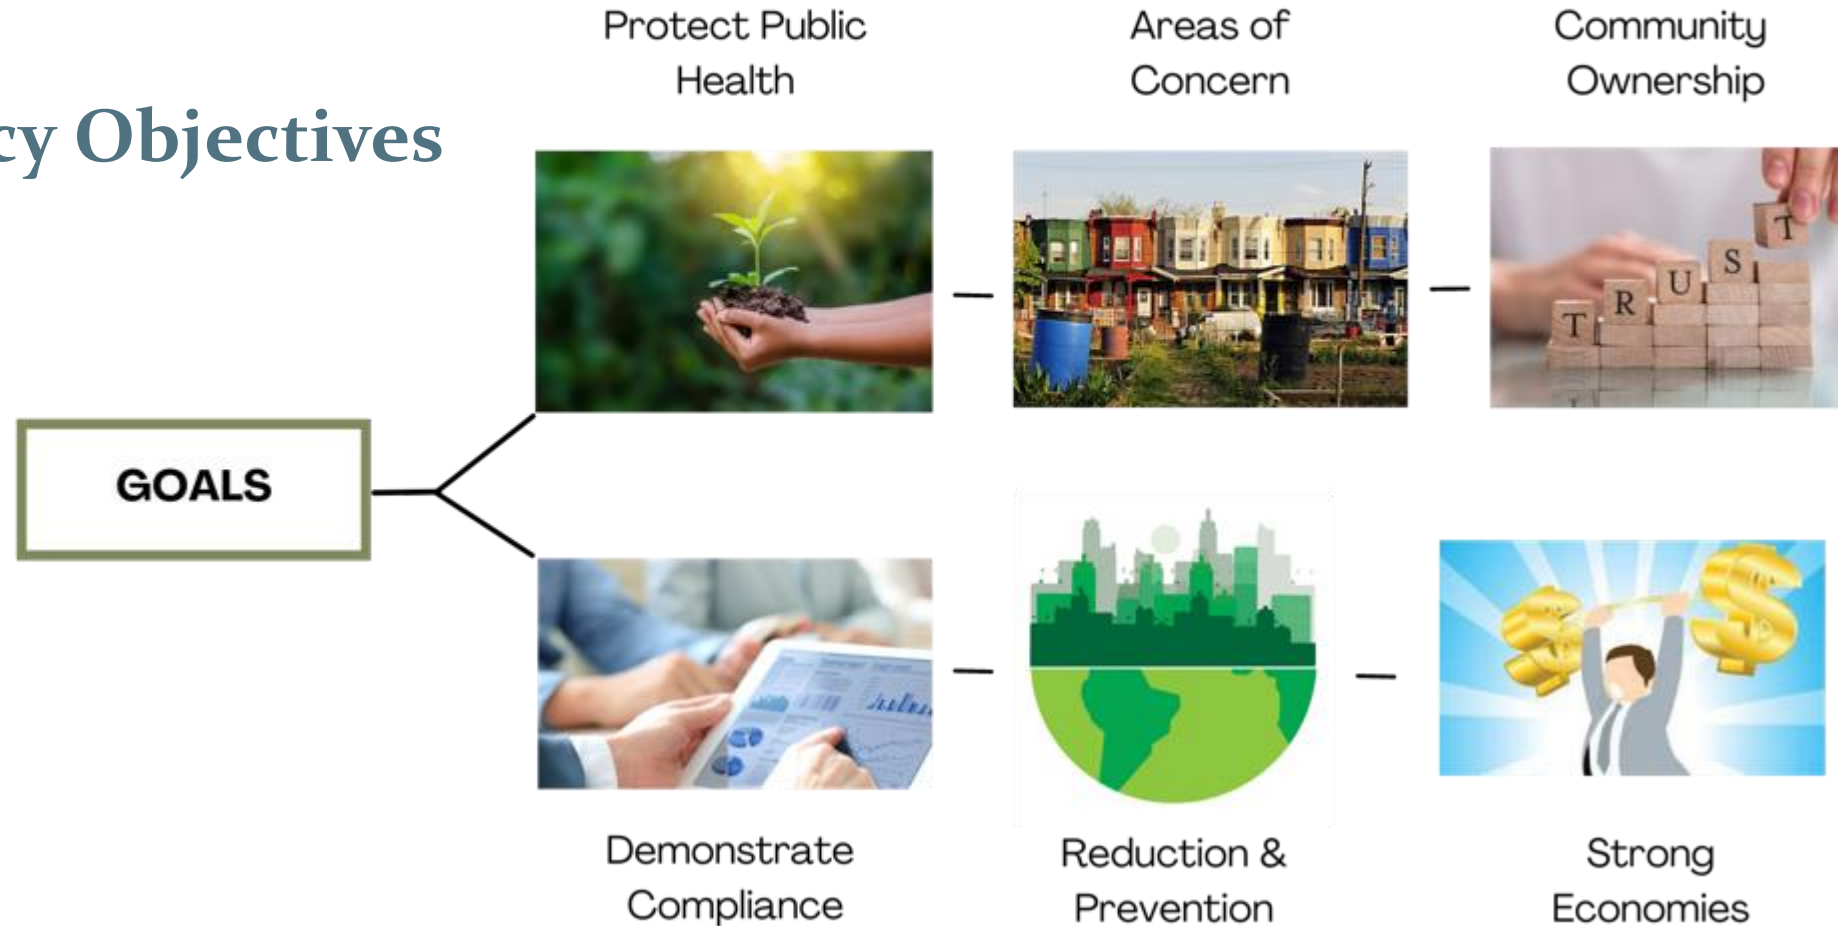 Protect Public
Health
Areas of
Concern
Community
Ownership
cy Objectives
T
R
U
S
T
GOALS
Demonstrate
Compliance
Reduction &
Prevention
Strong
Economies